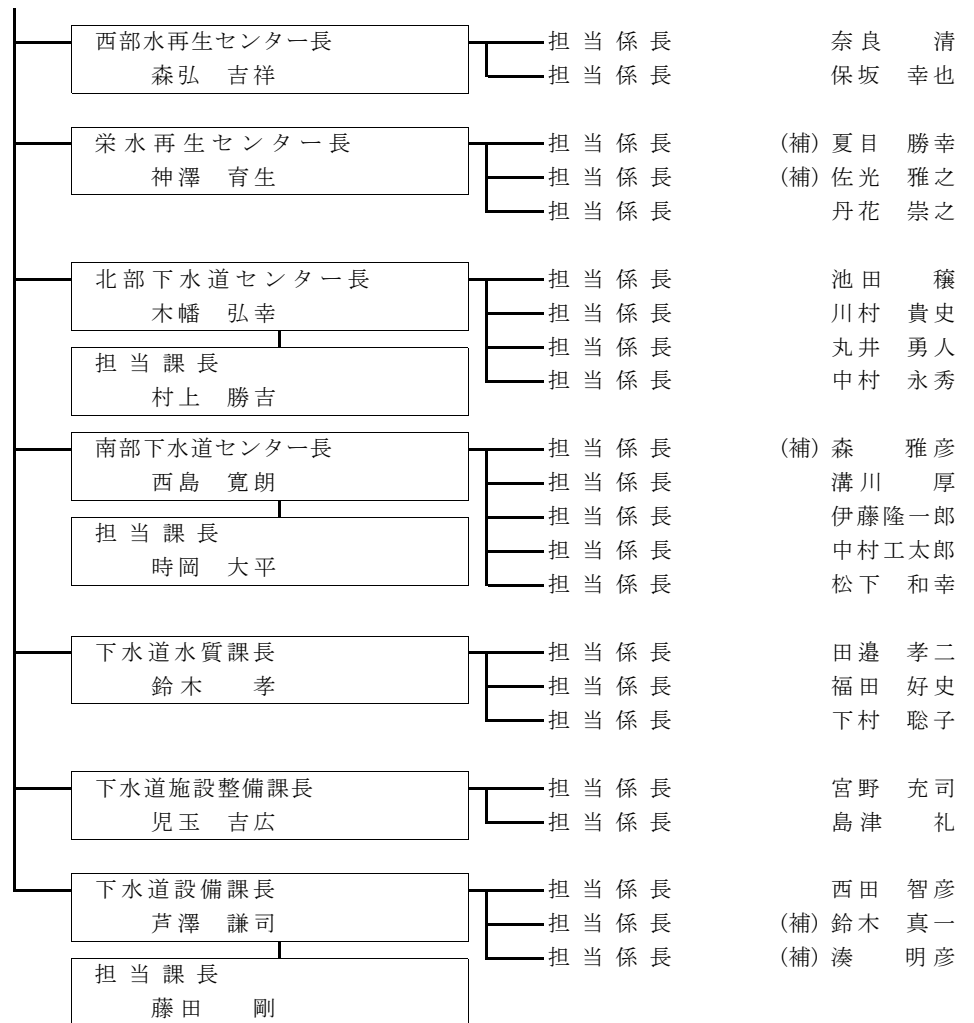 西部水再生センター長 担当係長 奈良 清
森弘 吉祥 担当係長 保坂 幸也
栄水再生センター長 担当係長 (補) 夏目 勝幸
神澤 育生 担当係長 (補) 佐光 雅之
担当係長 丹花 崇之
北部下水道センター長 担当係長 池田 穣
木幡 弘幸 担当係長 川村 貴史
担当係長 丸井 勇人
担当課長 担当係長 中村 永秀
村上 勝吉
南部下水道センター長 担当係長 (補) 森 雅彦
西島 寛朗 担当係長 溝川 厚
担当係長 伊藤隆一郎
担当課長 担当係長 中村工太郎
時岡 大平 担当係長 松下 和幸
下水道水質課長 担当係長 田邉 孝二
鈴木 孝 担当係長 福田 好史
担当係長 下村 聡子
下水道施設整備課長 担当係長 宮野 充司
児玉 吉広 担当係長 島津 礼
下水道設備課長 担当係長 西田 智彦
芦澤 謙司 担当係長 (補) 鈴木 真一
担当係長 (補) 湊 明彦
担当課長
藤田 剛